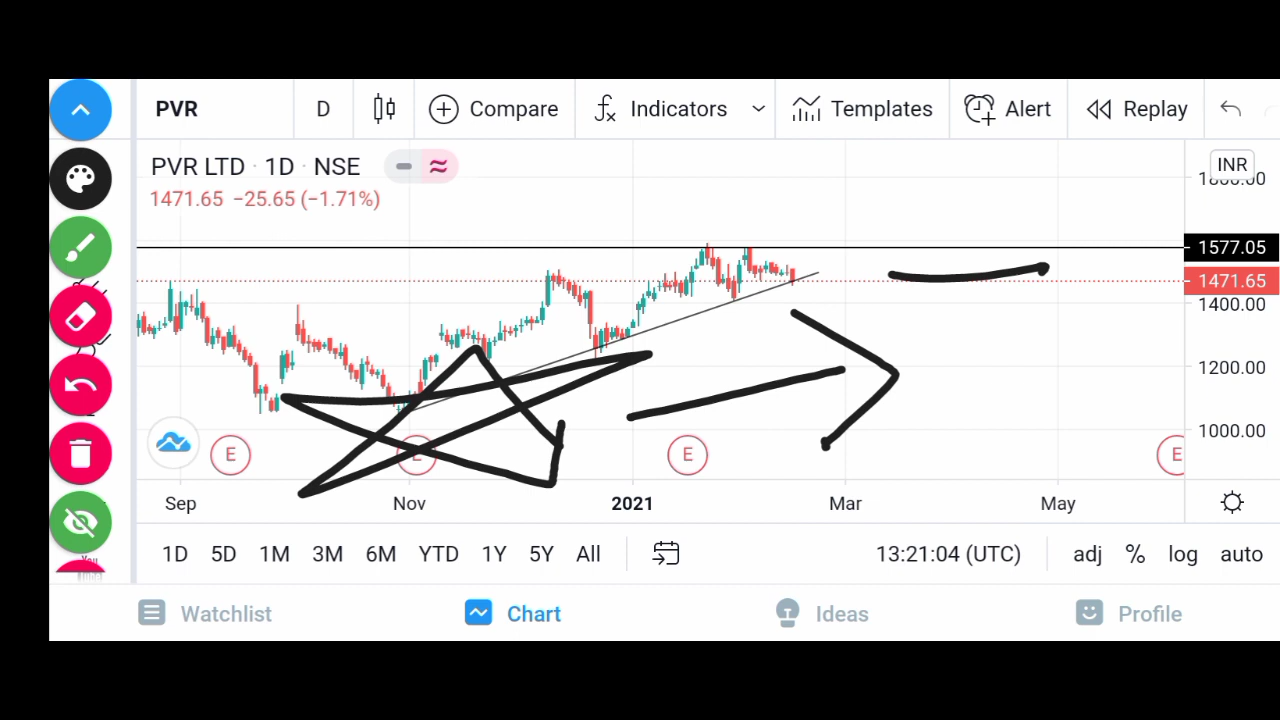 PVR D Compare Indicators Templates Alert Replay
PVR LTD · 1D · NSE INR
1471.65 −25.65 (−1.71%)
1577.05
1471.65
1400.00
1200.00
1000.00
E E E E
Sep Nov 2021 Mar May
1D 5D 1M 3M 6M YTD 1Y 5Y All 13:21:04 (UTC) adj % log auto
Watchlist Chart Ideas Profile